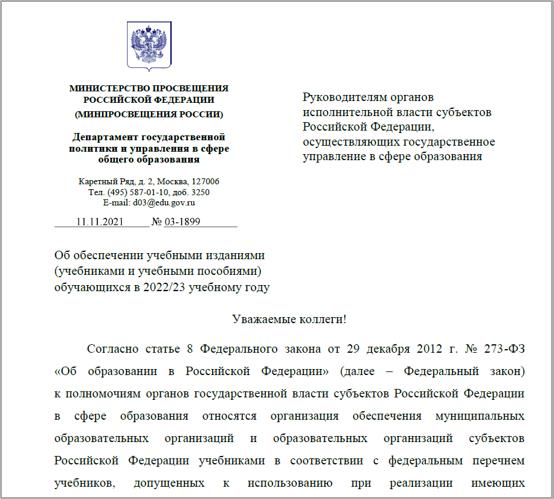 МИНИСТЕРСТВО ПРОСВЕЩЕНИЯ
РОССИЙСКОЙ ФЕДЕРАЦИИ
(МИНПРОСВЕЩЕНИЯ РОССИИ)
Департамент государственной
политики и управления в сфере
общего образования
Каретный Ряд, д. 2, Москва, 127006
Тел. (495) 587-01-10, доб. 3250
E-mail: d03@edu.gov.ru
11.11.2021 № 03-1899
Руководителям органов
исполнительной власти субъектов
Российской Федерации,
осуществляющих государственное
управление в сфере образования
Об обеспечении учебными изданиями
(учебниками и учебными пособиями)
обучающихся в 2022/23 учебному году
Уважаемые коллеги!
Согласно статье 8 Федерального закона от 29 декабря 2012 г. № 273-ФЗ
«Об образовании в Российской Федерации» (далее – Федеральный закон)
к полномочиям органов государственной власти субъектов Российской Федерации
в сфере образования относятся организация обеспечения муниципальных
образовательных организаций и образовательных организаций субъектов
Российской Федерации учебниками в соответствии с федеральным перечнем
учебников, допущенных к использованию при реализации имеющих